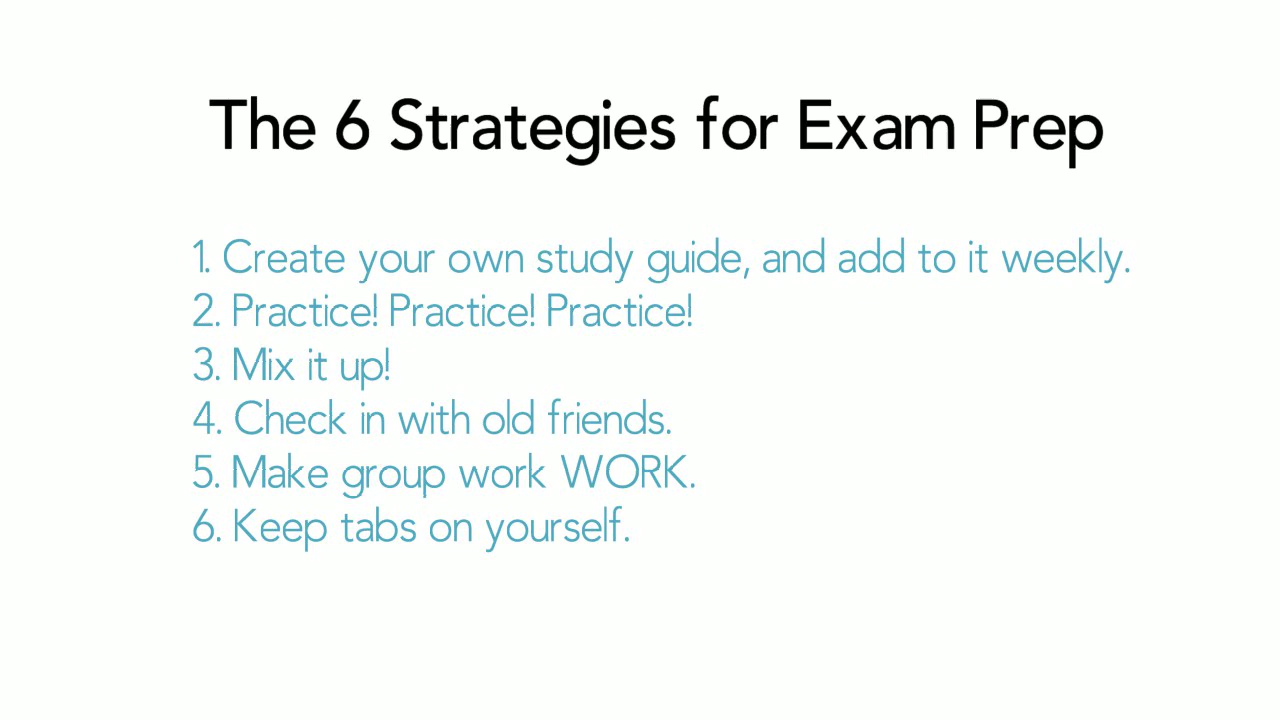 The 6 Strategies for Exam Prep
1. Create your own study guide, and add to it weekly.
2. Practice! Practice! Practice!
3. Mix it up!
4. Check in with old friends.
5. Make group work WORK.
6. Keep tabs on yourself.